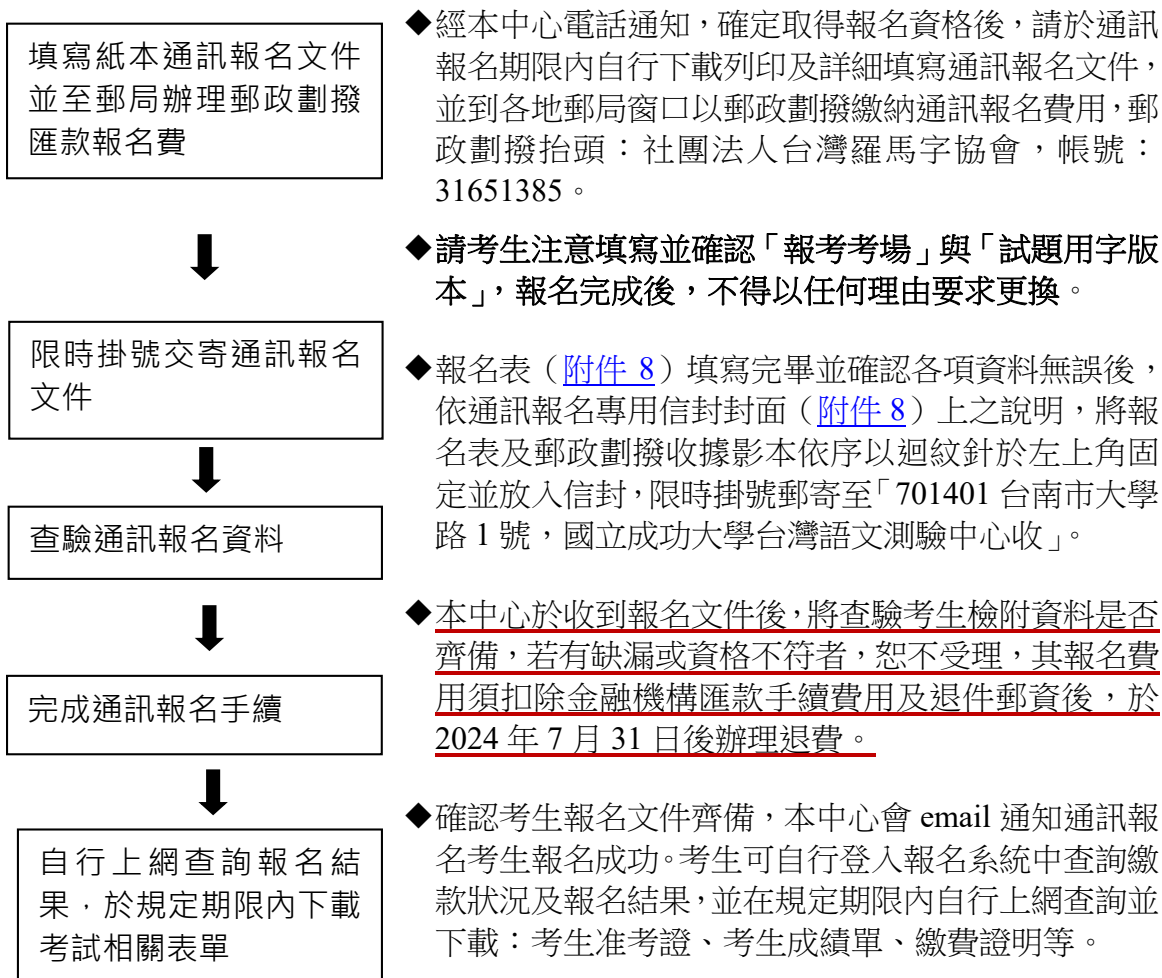 填寫紙本通訊報名文件
並至郵局辦理郵政劃撥
匯款報名費
◆經本中心電話通知，確定取得報名資格後，請於通訊
報名期限內自行下載列印及詳細填寫通訊報名文件，
並到各地郵局窗口以郵政劃撥繳納通訊報名費用，郵
政劃撥抬頭：社團法人台灣羅馬字協會，帳號：
31651385。
◆請考生注意填寫並確認「報考考場」與「試題用字版
本」，報名完成後，不得以任何理由要求更換。
限時掛號交寄通訊報名
文件
◆報名表（附件 8）填寫完畢並確認各項資料無誤後，
依通訊報名專用信封封面（附件 8）上之說明，將報
名表及郵政劃撥收據影本依序以迴紋針於左上角固
定並放入信封，限時掛號郵寄至「701401 台南市大學
路 1 號，國立成功大學台灣語文測驗中心收」。
查驗通訊報名資料
◆本中心於收到報名文件後，將查驗考生檢附資料是否
齊備，若有缺漏或資格不符者，恕不受理，其報名費
用須扣除金融機構匯款手續費用及退件郵資後，於
2024 年 7 月 31 日後辦理退費。
完成通訊報名手續
◆確認考生報名文件齊備，本中心會 email 通知通訊報
名考生報名成功。考生可自行登入報名系統中查詢繳
款狀況及報名結果，並在規定期限內自行上網查詢並
下載：考生准考證、考生成績單、繳費證明等。
自行上網查詢報名結
果，於規定期限內下載
考試相關表單